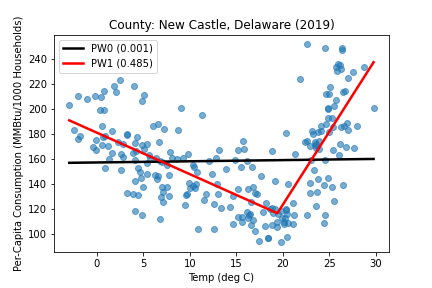 County: New Castle, Delaware (2019)
PW0 (0.001)
PW1 (0.485)
Per-Capita Consumption (MMBtu/1000 Households)
240
220
200
180
160
140
120
100
0 5 10 15 20 25 30
Temp (deg C)